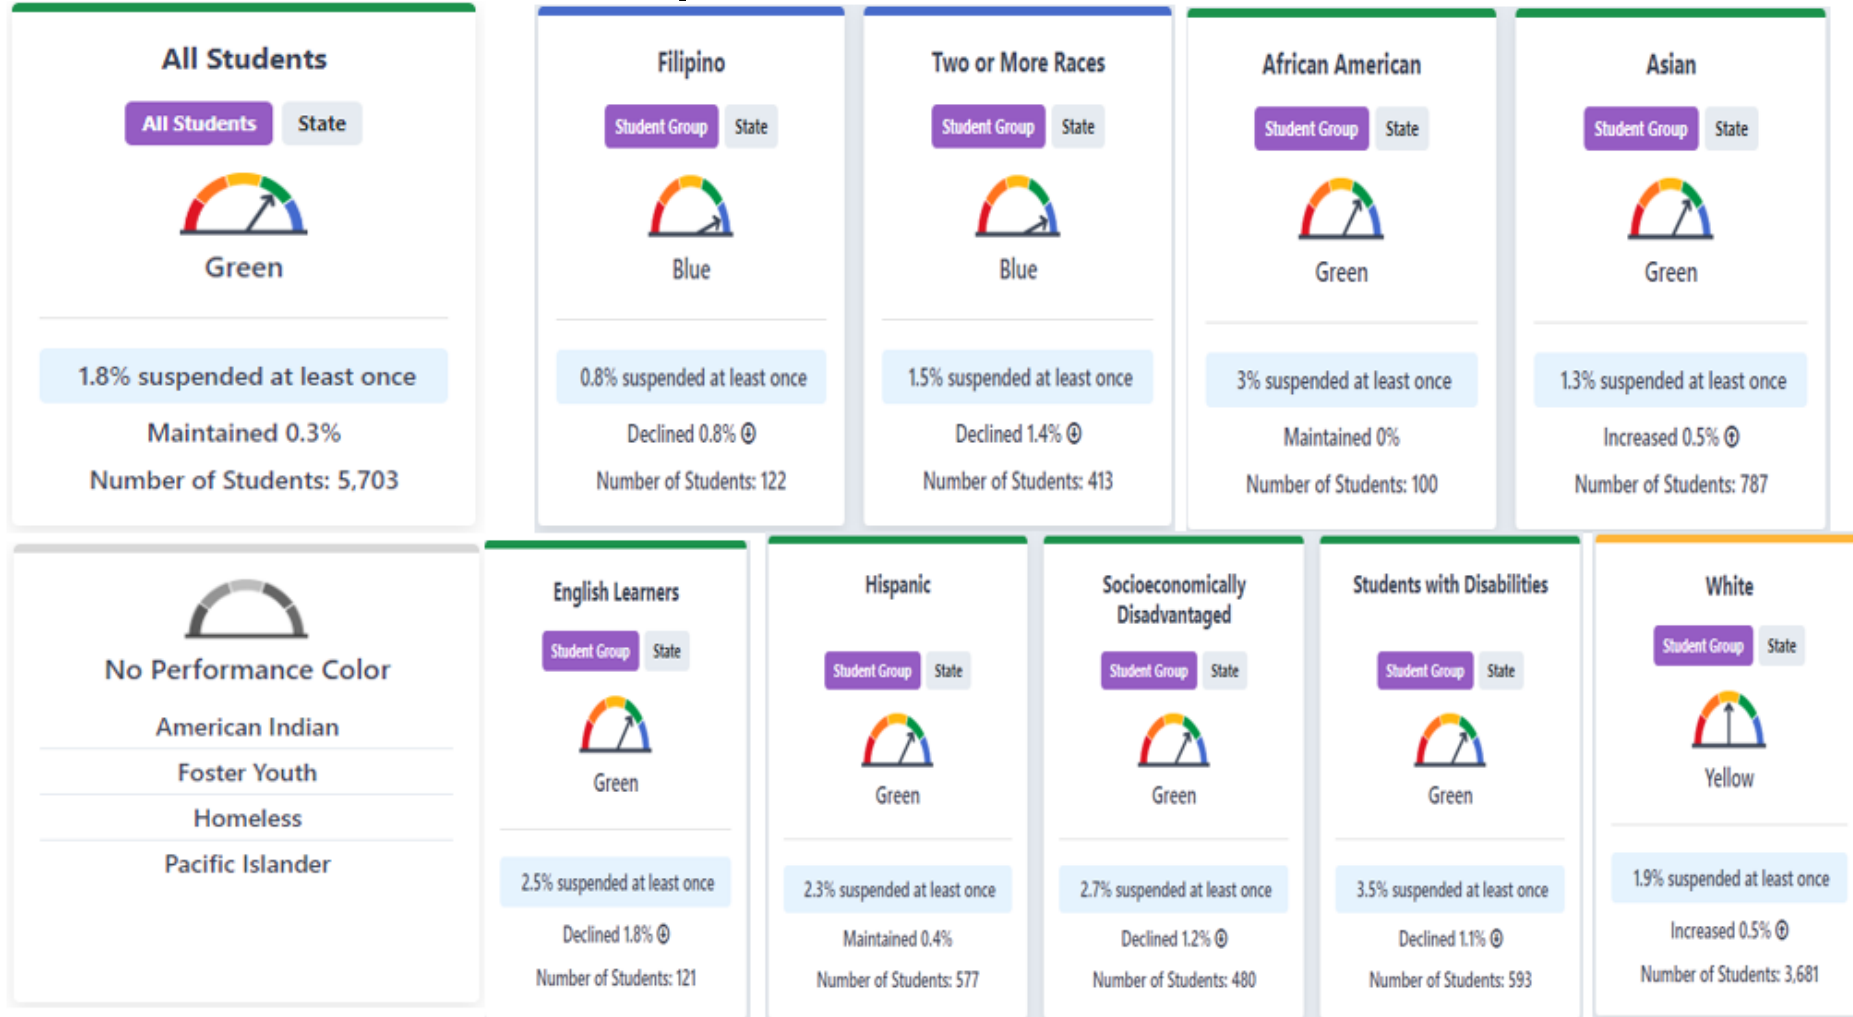 All Students
All Students State
Green
1.8% suspended at least once
Maintained 0.3%
Number of Students: 5,703
Filipino
Student Group State
Blue
0.8% suspended at least once
Declined 0.8%
Number of Students: 122
Two or More Races
Student Group State
Blue
1.5% suspended at least once
Declined 1.4%
Number of Students: 413
African American
Student Group State
Green
3% suspended at least once
Maintained 0%
Number of Students: 100
Asian
Student Group State
Green
1.3% suspended at least once
Increased 0.5%
Number of Students: 787
No Performance Color
American Indian
Foster Youth
Homeless
Pacific Islander
English Learners
Student Group State
Green
2.5% suspended at least once
Declined 1.8%
Number of Students: 121
Hispanic
Student Group State
Green
2.3% suspended at least once
Maintained 0.4%
Number of Students: 577
Socioeconomically
Disadvantaged
Student Group State
Green
2.7% suspended at least once
Declined 1.2%
Number of Students: 480
Students with Disabilities
Student Group State
Green
3.5% suspended at least once
Declined 1.1%
Number of Students: 593
White
Student Group State
Yellow
1.9% suspended at least once
Increased 0.5%
Number of Students: 3,681